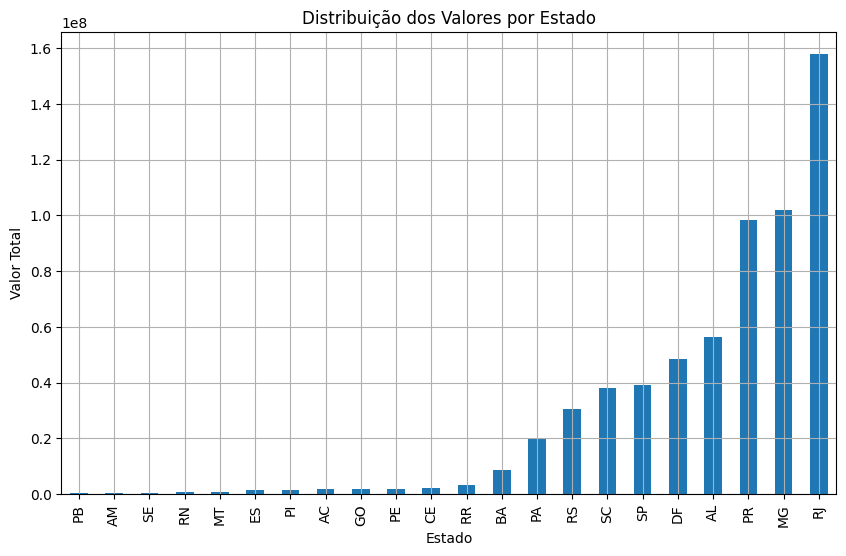 Distribuição dos Valores por Estado
1e8
1.6
1.4
1.2
1.0
0.8
0.6
0.4
0.2
0.0
Valor Total
PB AM SE RN MT ES PI AC GO PE CE RR BA PA RS SC SP DF AL PR MG RJ
Estado